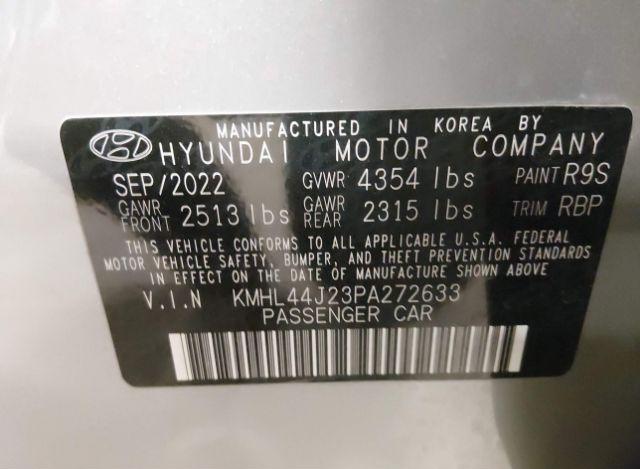 MANUFACTURED IN KOREA BY
HYUNDAI MOTOR COMPANY
SEP/2022 GVWR 4354 lbs PAINT R9S
GAWR FRONT 2513 lbs GAWR REAR 2315 lbs TRIM RBP
THIS VEHICLE CONFORMS TO ALL APPLICABLE U.S.A. FEDERAL
MOTOR VEHICLE SAFETY, BUMPER, AND THEFT PREVENTION STANDARDS
IN EFFECT ON THE DATE OF MANUFACTURE SHOWN ABOVE
V.I.N KMHL44J23PA272633
PASSENGER CAR